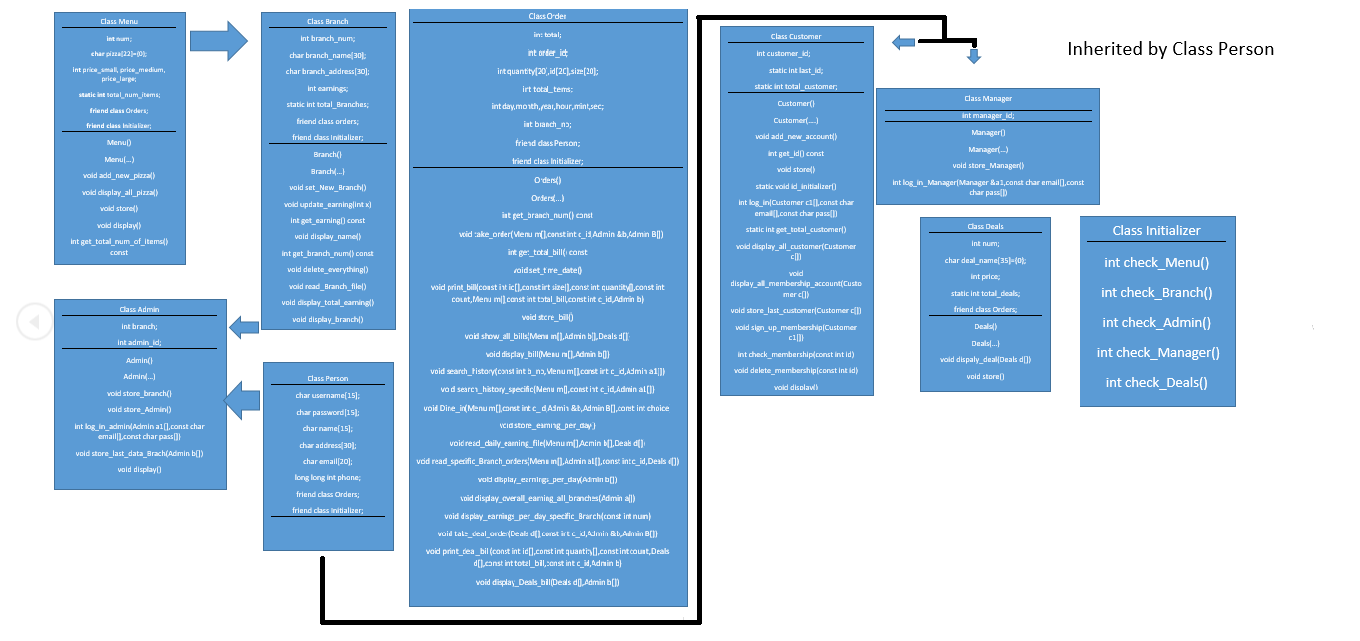 Class Menu
int num;
char pizza[22]={0};
int price_small, price_medium,
price_large;
static int total_num_items;
friend class Orders;
friend class Initializer;
Menu()
Menu(...)
void add_new_pizza()
void display_all_pizza()
void store()
void display()
int get_total_num_of_items()
const
Class Branch
int branch_num;
char branch_name[30];
char branch_address[30];
int earnings;
static int total_Branches;
friend class orders;
friend class Initializer;
Branch()
Branch(...)
void set_New_Branch()
void update_earning(int x)
int get_earning() const
void display_name()
int get_branch_num() const
void delete_everything()
void read_Branch_file()
void display_total_earning()
void display_branch()
Class Admin
int branch;
int admin_id;
Admin()
Admin(...)
void store_branch()
void store_Admin()
int log_in_admin(Admin a1[],const char
email[],const char pass[])
void store_last_data_Brach(Admin b[])
void display()
Class Person
char username[15];
char password[15];
char name[15];
char address[30];
char email[20];
long long int phone;
friend class Orders;
friend class Initializer;
Class Order
int total;
int order_id;
int quantity[20],id[20],size[20];
int total_items;
int day,month,year,hour,mint,sec;
int branch_no;
friend class Person;
friend class Initializer;
Orders()
Orders(...)
int get_branch_num() const
void take_order(Menu m[],const int c_id,Admin &b,Admin B[])
int get_total_bill() const
void set_time_date()
void print_bill(const int id[],const int size[],const int quantity[],const int
count,Menu m[],const int total_bill,const int c_id,Admin b)
void store_bill()
void show_all_bills(Menu m[],Admin b[],Deals d[])
void display_bill(Menu m[],Admin b[])
void search_history(const int b_no,Menu m[],const int c_id,Admin a1[])
void search_history_specific(Menu m[],const int c_id,Admin a1[])
void Dine_in(Menu m[],const int c_id,Admin &b,Admin B[],const int choice
void store_earning_per_day()
void read_daily_earning_file(Menu m[],Admin b[],Deals d[])
void read_specific_Branch_orders(Menu m[],Admin a1[],const int c_id,Deals d[])
void display_earnings_per_day(Admin b[])
void display_overall_earning_all_branches(Admin a[])
void display_earnings_per_day_specific_Branch(const int num)
void take_deal_order(Deals d[],const int c_id,Admin &b,Admin B[])
void print_deal_bill(const int id[],const int quantity[],const int count,Deals
d[],const int total_bill,const int c_id,Admin b)
void display_Deals_bill(Deals d[],Admin b[])
Class Customer
int customer_id;
static int last_id;
static int total_customer;
Customer()
Customer(....)
void add_new_account()
int get_id() const
void store()
static void id_initializer()
int log_in(Customer c1[],const char
email[],const char pass[])
static int get_total_customer()
void display_all_customer(Customer
c[])
void
display_all_membership_account(Custo
mer c[])
void store_last_customer(Customer c[])
void sign_up_membership(Customer
c1[])
int check_membership(const int id)
void delete_membership(const int id)
void display()
Inherited by Class Person
Class Manager
int manager_id;
Manager()
Manager(...)
void store_Manager()
int log_in_Manager(Manager &a1,const char email[],const
char pass[])
Class Deals
int num;
char deal_name[35]={0};
int price;
static int total_deals;
friend class Orders;
Deals()
Deals(...)
void dispaly_deal(Deals d[])
void store()
Class Initializer
int check_Menu()
int check_Branch()
int check_Admin()
int check_Manager()
int check_Deals()